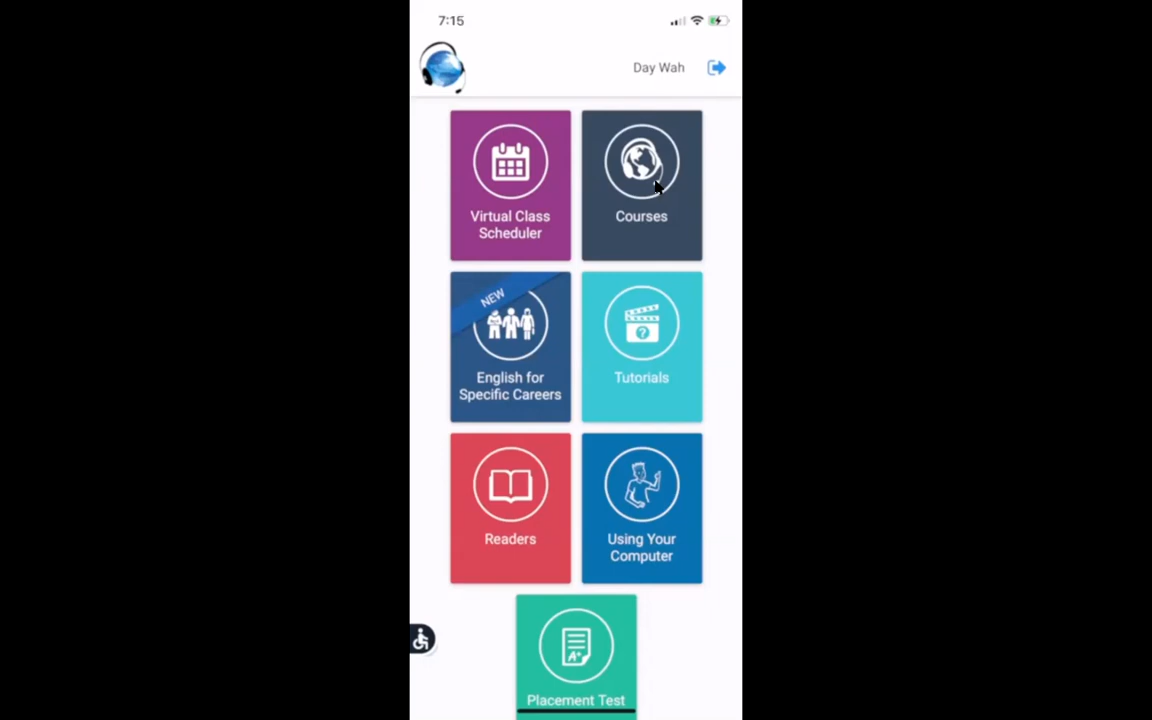 7:15
Day Wah
Virtual Class
Scheduler
Courses
NEW
English for
Specific Careers
Tutorials
Readers
Using Your
Computer
A+
Placement Test